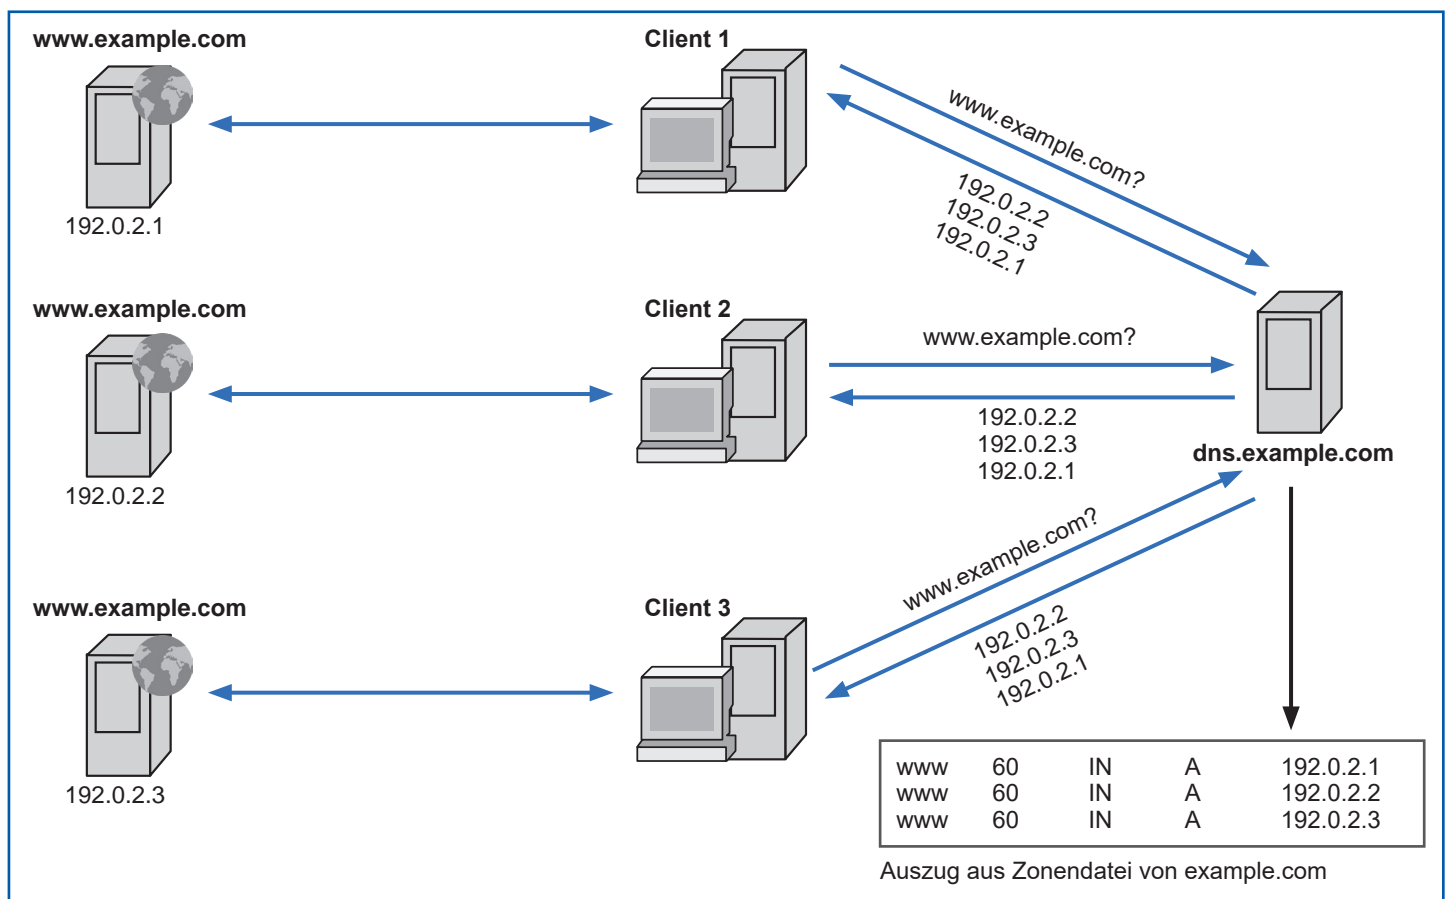 www.example.com
192.0.2.1
Client 1
www.example.com?
192.0.2.2
192.0.2.3
192.0.2.1
www.example.com
192.0.2.2
Client 2
www.example.com?
192.0.2.2
192.0.2.3
192.0.2.1
dns.example.com
www.example.com
192.0.2.3
Client 3
www.example.com?
192.0.2.2
192.0.2.3
192.0.2.1
www 60 IN A 192.0.2.1
www 60 IN A 192.0.2.2
www 60 IN A 192.0.2.3
Auszug aus Zonendatei von example.com